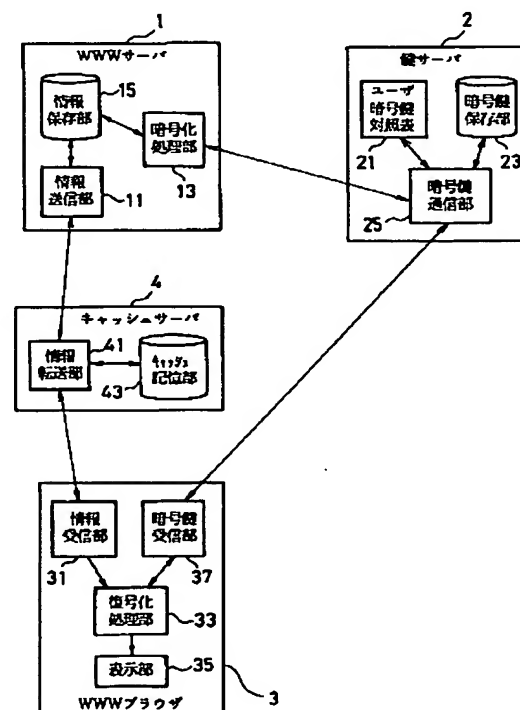 1
WWWサーバ
情報
保存部
15
暗号化
処理部
13
情報
送信部
11
2
鍵サーバ
ユーザ
暗号鍵
対照表
21
暗号鍵
保存部
23
暗号鍵
通信部
25
4
キャッシュサーバ
情報
転送部
41
キャッシュ
記位部
43
情報
受信部
31
暗号鍵
受信部
37
復号化
処理部
33
表示部
35
WWWブラウザ
3